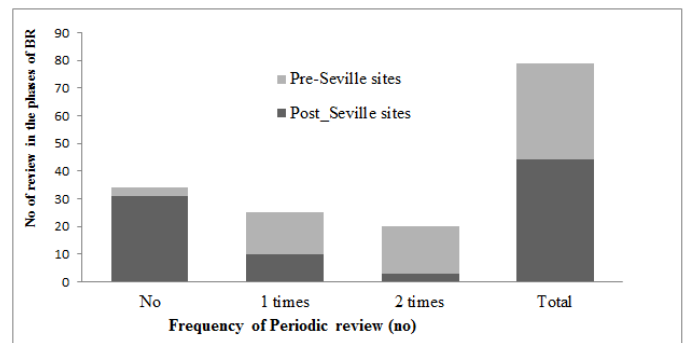 No of review in the phases of BR
90
80
70
60
50
40
30
20
10
0
Pre-Seville sites
Post_Seville sites
No 1 times 2 times Total
Frequency of Periodic review (no)